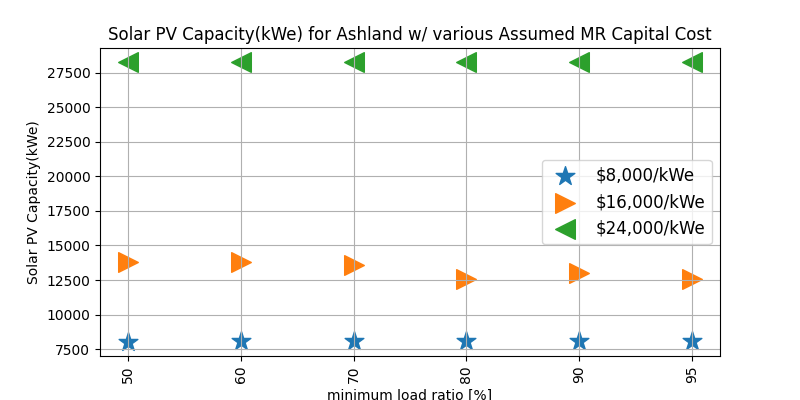 Solar PV Capacity(kWe) for Ashland w/ various Assumed MR Capital Cost
Solar PV Capacity(kWe)
27500
25000
22500
20000
17500
15000
12500
10000
7500
$8,000/kWe
$16,000/kWe
$24,000/kWe
50
60
70
80
90
95
minimum load ratio [%]